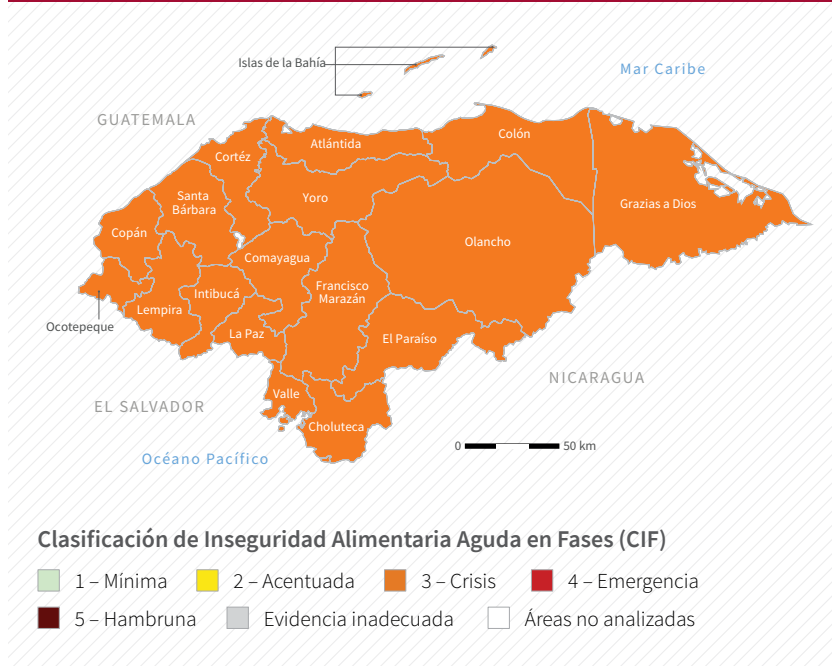 Islas de la Bahía
Mar Caribe
GUATEMALA
Colón
Atlántida
Cortéz
Santa
Bárbara
Yoro
Grazias a Dios
Copán
Olancho
Comayagua
Francisco
Marazán
Intibucá
Lempira
Ocotepeque
La Paz
El Paraíso
NICARAGUA
Valle
EL SALVADOR
Choluteca
0 50 km
Océano Pacífico
Clasificación de Inseguridad Alimentaria Aguda en Fases (CIF)
1 – Mínima 2 – Acentuada 3 – Crisis 4 – Emergencia
5 – Hambruna Evidencia inadecuada Áreas no analizadas